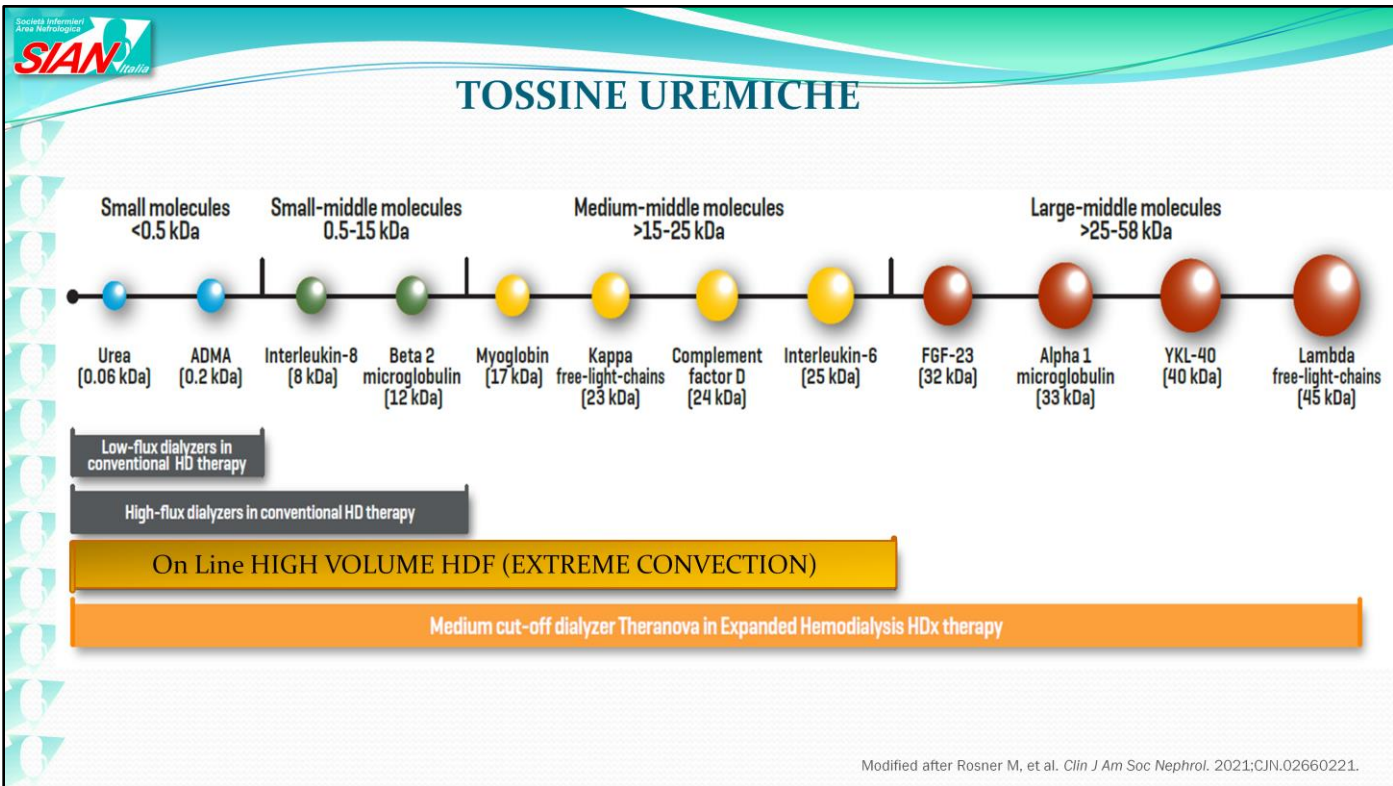 Società Infermieri
Area Nefrologica
SIAN
Italia
TOSSINE UREMICHE
Small molecules
<0.5 kDa
Small-middle molecules
0.5-15 kDa
Medium-middle molecules
>15-25 kDa
Large-middle molecules
>25-58 kDa
Urea
(0.06 kDa)
ADMA
(0.2 kDa)
Interleukin-8
(8 kDa)
Beta 2
microglobulin
(12 kDa)
Myoglobin
(17 kDa)
Kappa
free-light-chains
(23 kDa)
Complement
factor D
(24 kDa)
Interleukin-6
(25 kDa)
FGF-23
(32 kDa)
Alpha 1
microglobulin
(33 kDa)
YKL-40
(40 kDa)
Lambda
free-light-chains
(45 kDa)
Low-flux dialyzers in
conventional HD therapy
High-flux dialyzers in conventional HD therapy
On Line HIGH VOLUME HDF (EXTREME CONVECTION)
Medium cut-off dialyzer Theranova in Expanded Hemodialysis HDx therapy
Modified after Rosner M, et al. Clin J Am Soc Nephrol. 2021;CJN.02660221.